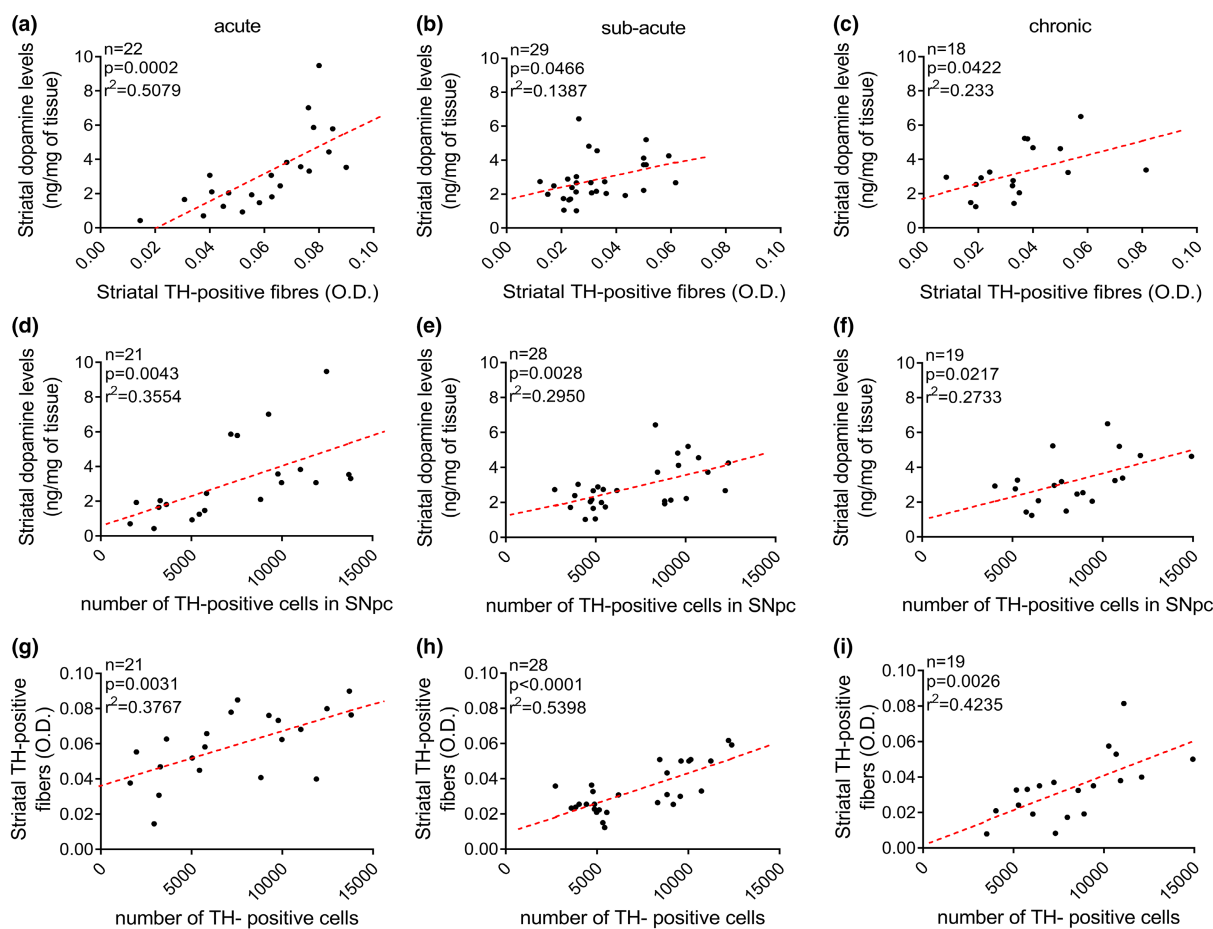 (a)
acute
n=22
p=0.0002
r²=0.5079
Striatal dopamine levels
(ng/mg of tissue)
10
8
6
4
2
0
0.00
0.02
0.04
0.06
0.08
0.10
Striatal TH-positive fibres (O.D.)
(b)
sub-acute
n=29
p=0.0466
r²=0.1387
Striatal dopamine levels
(ng/mg of tissue)
10
8
6
4
2
0
0.00
0.02
0.04
0.06
0.08
0.10
Striatal TH-positive fibres (O.D.)
(c)
chronic
n=18
p=0.0422
r²=0.233
Striatal dopamine levels
(ng/mg of tissue)
10
8
6
4
2
0
0.00
0.02
0.04
0.06
0.08
0.10
Striatal TH-positive fibres (O.D.)
(d)
n=21
p=0.0043
r²=0.3554
Striatal dopamine levels
(ng/mg of tissue)
10
8
6
4
2
0
0
5000
10000
15000
number of TH-positive cells in SNpc
(e)
n=28
p=0.0028
r²=0.2950
Striatal dopamine levels
(ng/mg of tissue)
10
8
6
4
2
0
0
5000
10000
15000
number of TH-positive cells in SNpc
(f)
n=19
p=0.0217
r²=0.2733
Striatal dopamine levels
(ng/mg of tissue)
10
8
6
4
2
0
0
5000
10000
15000
number of TH-positive cells in SNpc
(g)
n=21
p=0.0031
r²=0.3767
Striatal TH-positive
fibers (O.D.)
0.10
0.08
0.06
0.04
0.02
0.00
0
5000
10000
15000
number of TH- positive cells
(h)
n=28
p<0.0001
r²=0.5398
Striatal TH-positive
fibers (O.D.)
0.10
0.08
0.06
0.04
0.02
0.00
0
5000
10000
15000
number of TH- positive cells
(i)
n=19
p=0.0026
r²=0.4235
Striatal TH-positive
fibers (O.D.)
0.10
0.08
0.06
0.04
0.02
0.00
0
5000
10000
15000
number of TH- positive cells